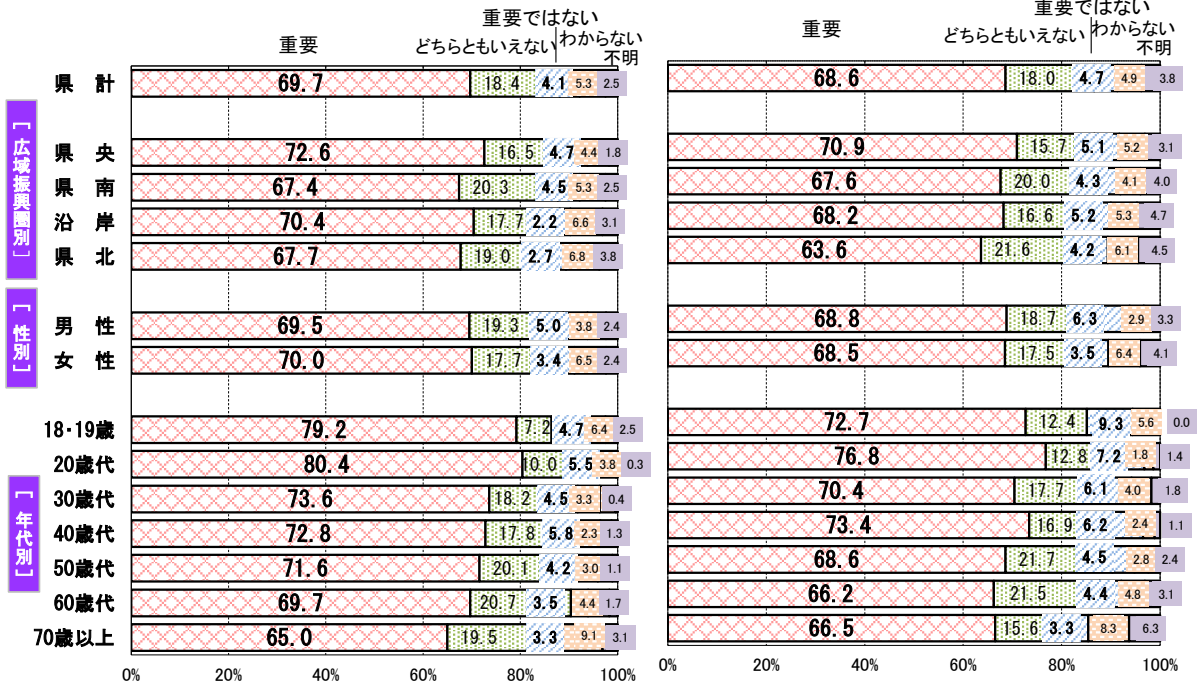 重要ではない
重要ではない
重要 どちらともいえない わからない
不明
重要 どちらともいえない わからない
不明
県 計 69.7 18.4 4.1 5.3 2.5 68.6 18.0 4.7 4.9 3.8
[広域振興圏別]
県 央 72.6 16.5 4.7 4.4 1.8 70.9 15.7 5.1 5.2 3.1
県 南 67.4 20.3 4.5 5.3 2.5 67.6 20.0 4.3 4.1 4.0
沿 岸 70.4 17.7 2.2 6.6 3.1 68.2 16.6 5.2 5.3 4.7
県 北 67.7 19.0 2.7 6.8 3.8 63.6 21.6 4.2 6.1 4.5
[性別]
男 性 69.5 19.3 5.0 3.8 2.4 68.8 18.7 6.3 2.9 3.3
女 性 70.0 17.7 3.4 6.5 2.4 68.5 17.5 3.5 6.4 4.1
[年代別]
18・19歳 79.2 7.2 4.7 6.4 2.5 72.7 12.4 9.3 5.6 0.0
20歳代 80.4 10.0 5.5 3.8 0.3 76.8 12.8 7.2 1.8 1.4
30歳代 73.6 18.2 4.5 3.3 0.4 70.4 17.7 6.1 4.0 1.8
40歳代 72.8 17.8 5.8 2.3 1.3 73.4 16.9 6.2 2.4 1.1
50歳代 71.6 20.1 4.2 3.0 1.1 68.6 21.7 4.5 2.8 2.4
60歳代 69.7 20.7 3.5 4.4 1.7 66.2 21.5 4.4 4.8 3.1
70歳以上 65.0 19.5 3.3 9.1 3.1 66.5 15.6 3.3 8.3 6.3
0% 20% 40% 60% 80% 100% 0% 20% 40% 60% 80% 100%